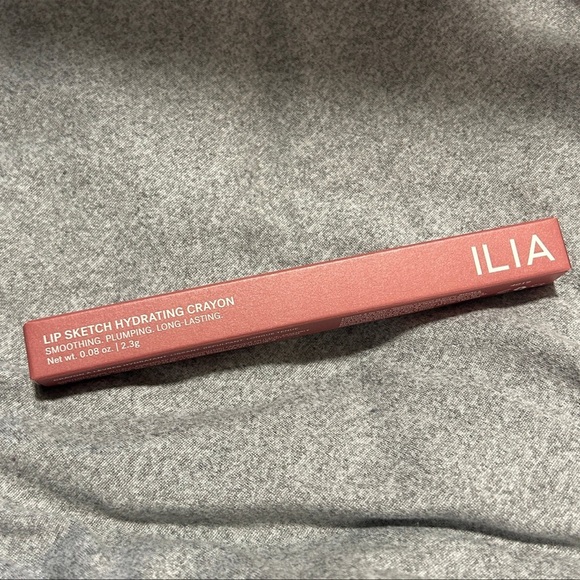 LIP SKETCH HYDRATING CRAYON
SMOOTHING. PLUMPING. LONG-LASTING.
Net wt. 0.08 oz. | 2.3g
ILIA